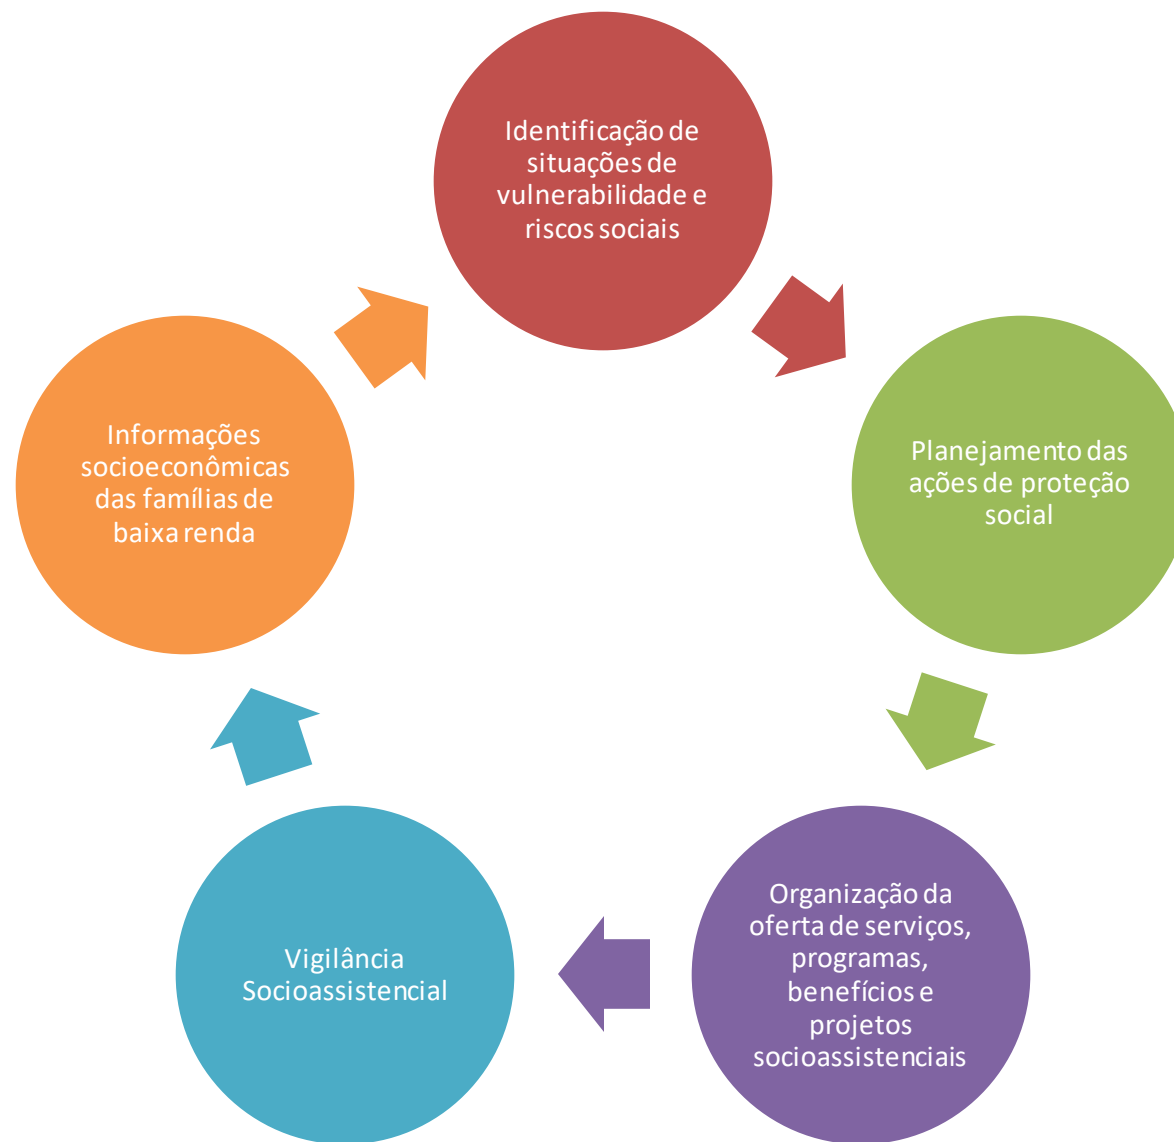 Identificação de
situações de
vulnerabilidade e
riscos sociais
Planejamento das
ações de proteção
social
Organização da
oferta de serviços,
programas,
benefícios e
projetos
socioassistenciais
Vigilância
Socioassistencial
Informações
socioeconômicas
das famílias de
baixa renda